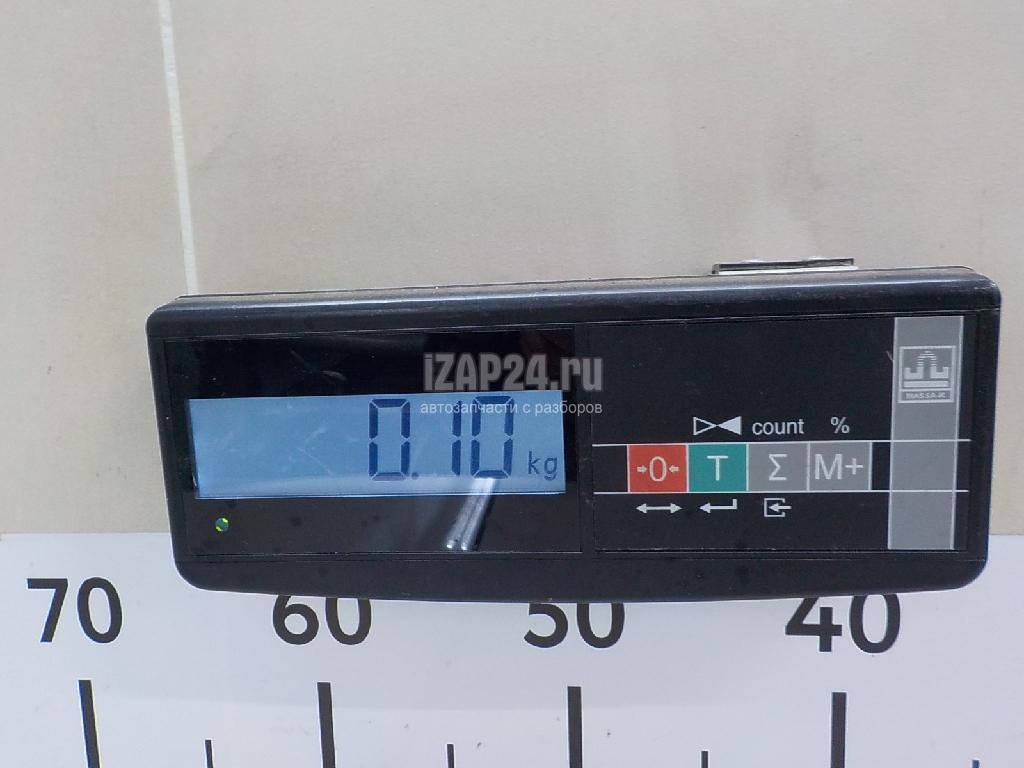 iZAP24.ru
автозапчасти с разборов
0.10 kg
MASSA-K
count %
→0← T Σ M+
70 60 50 40